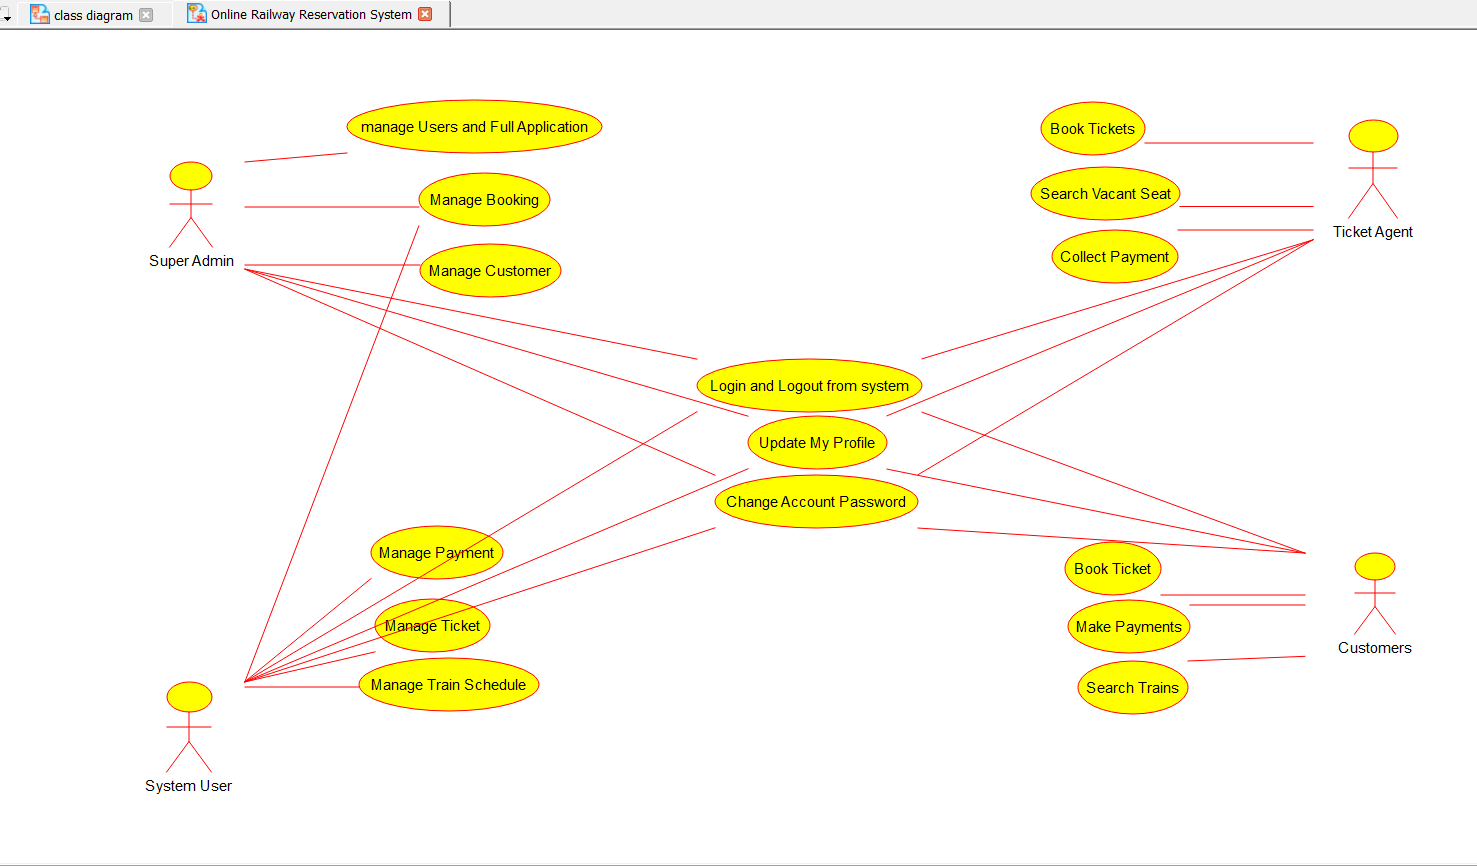 class diagram
Online Railway Reservation System
manage Users and Full Application
Manage Booking
Manage Customer
Super Admin
Book Tickets
Search Vacant Seat
Collect Payment
Ticket Agent
Login and Logout from system
Update My Profile
Change Account Password
Manage Payment
Manage Ticket
Manage Train Schedule
System User
Book Ticket
Make Payments
Search Trains
Customers